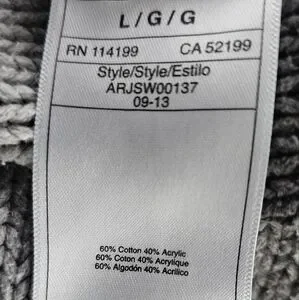 L / G / G
RN 114199 CA 52199
Style/Style/Estilo
ARJSW00137
09-13
60% Cotton 40% Acrylic
60% Coton 40% Acrylique
60% Algodón 40% Acrílico